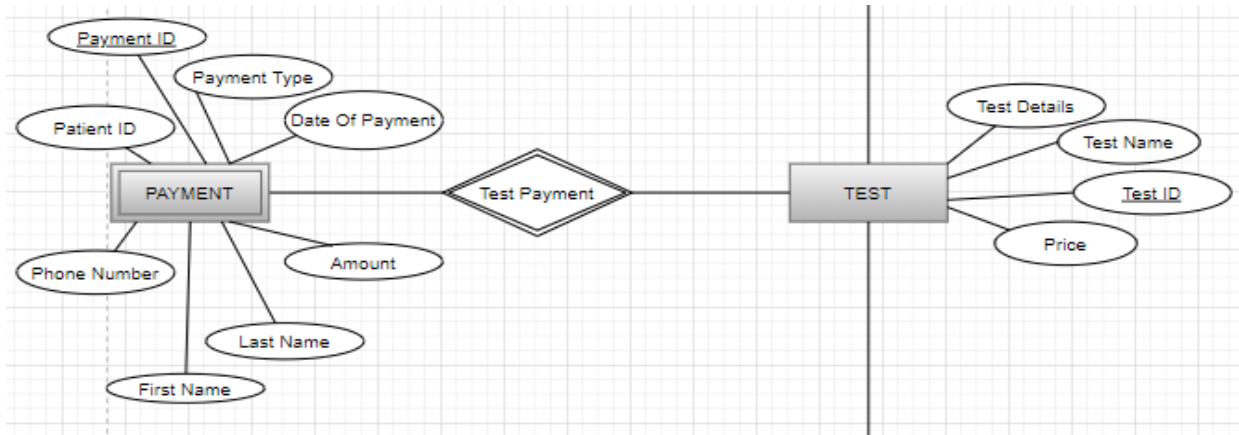 Payment ID
Payment Type
Date Of Payment
Patient ID
PAYMENT
Phone Number
Amount
Last Name
First Name
Test Payment
TEST
Test Details
Test Name
Test ID
Price